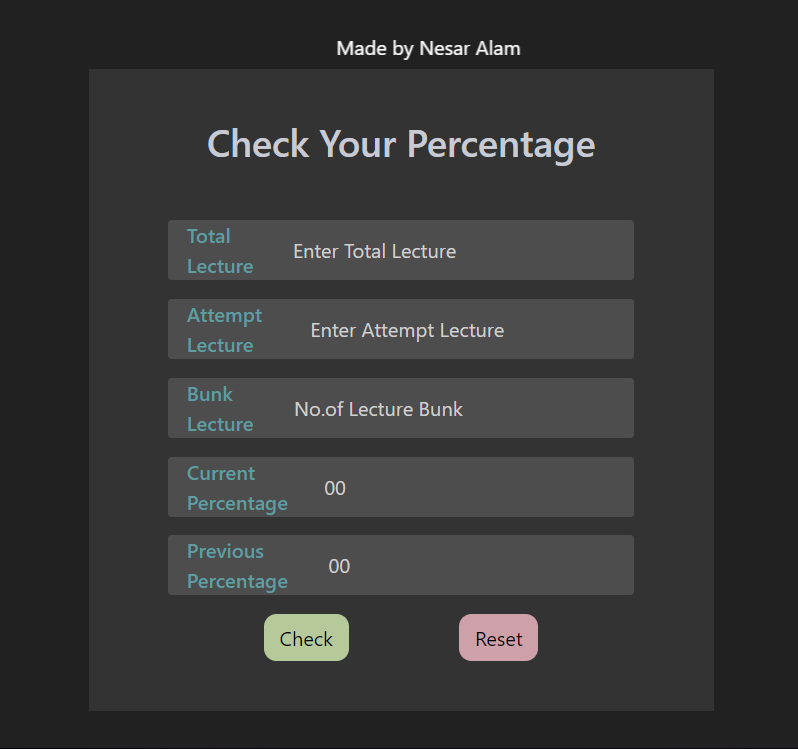 Made by Nesar Alam
Check Your Percentage
Total
Lecture
Enter Total Lecture
Attempt
Lecture
Enter Attempt Lecture
Bunk
Lecture
No.of Lecture Bunk
Current
Percentage
00
Previous
Percentage
00
Check
Reset